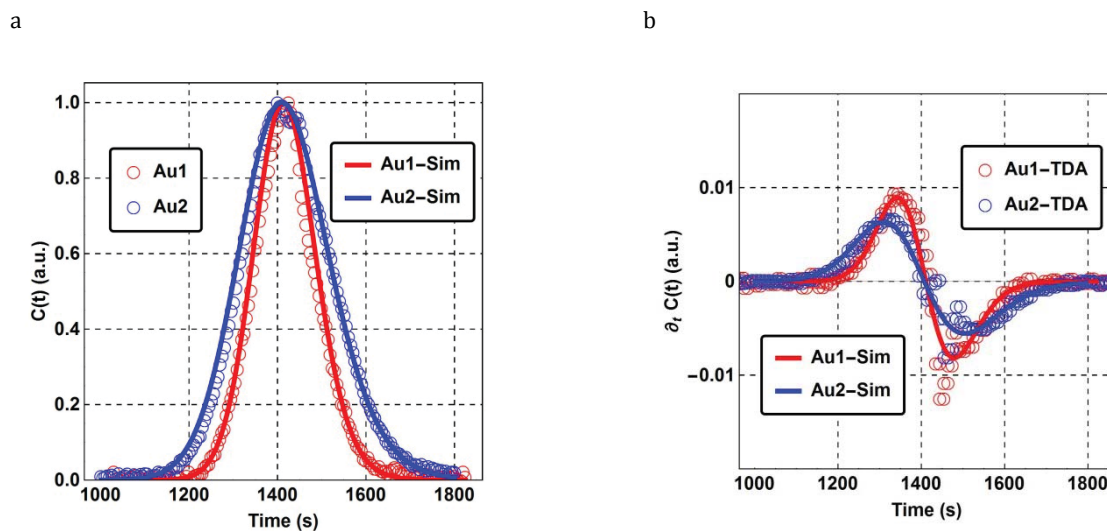 a
b
1.0
0.8
0.6
0.4
0.2
0.0
C(t) (a.u.)
Au1
Au2
Au1–Sim
Au2–Sim
1000 1200 1400 1600 1800
Time (s)
0.01
0
−0.01
∂t C(t) (a.u.)
Au1–TDA
Au2–TDA
Au1–Sim
Au2–Sim
1000 1200 1400 1600 1800
Time (s)